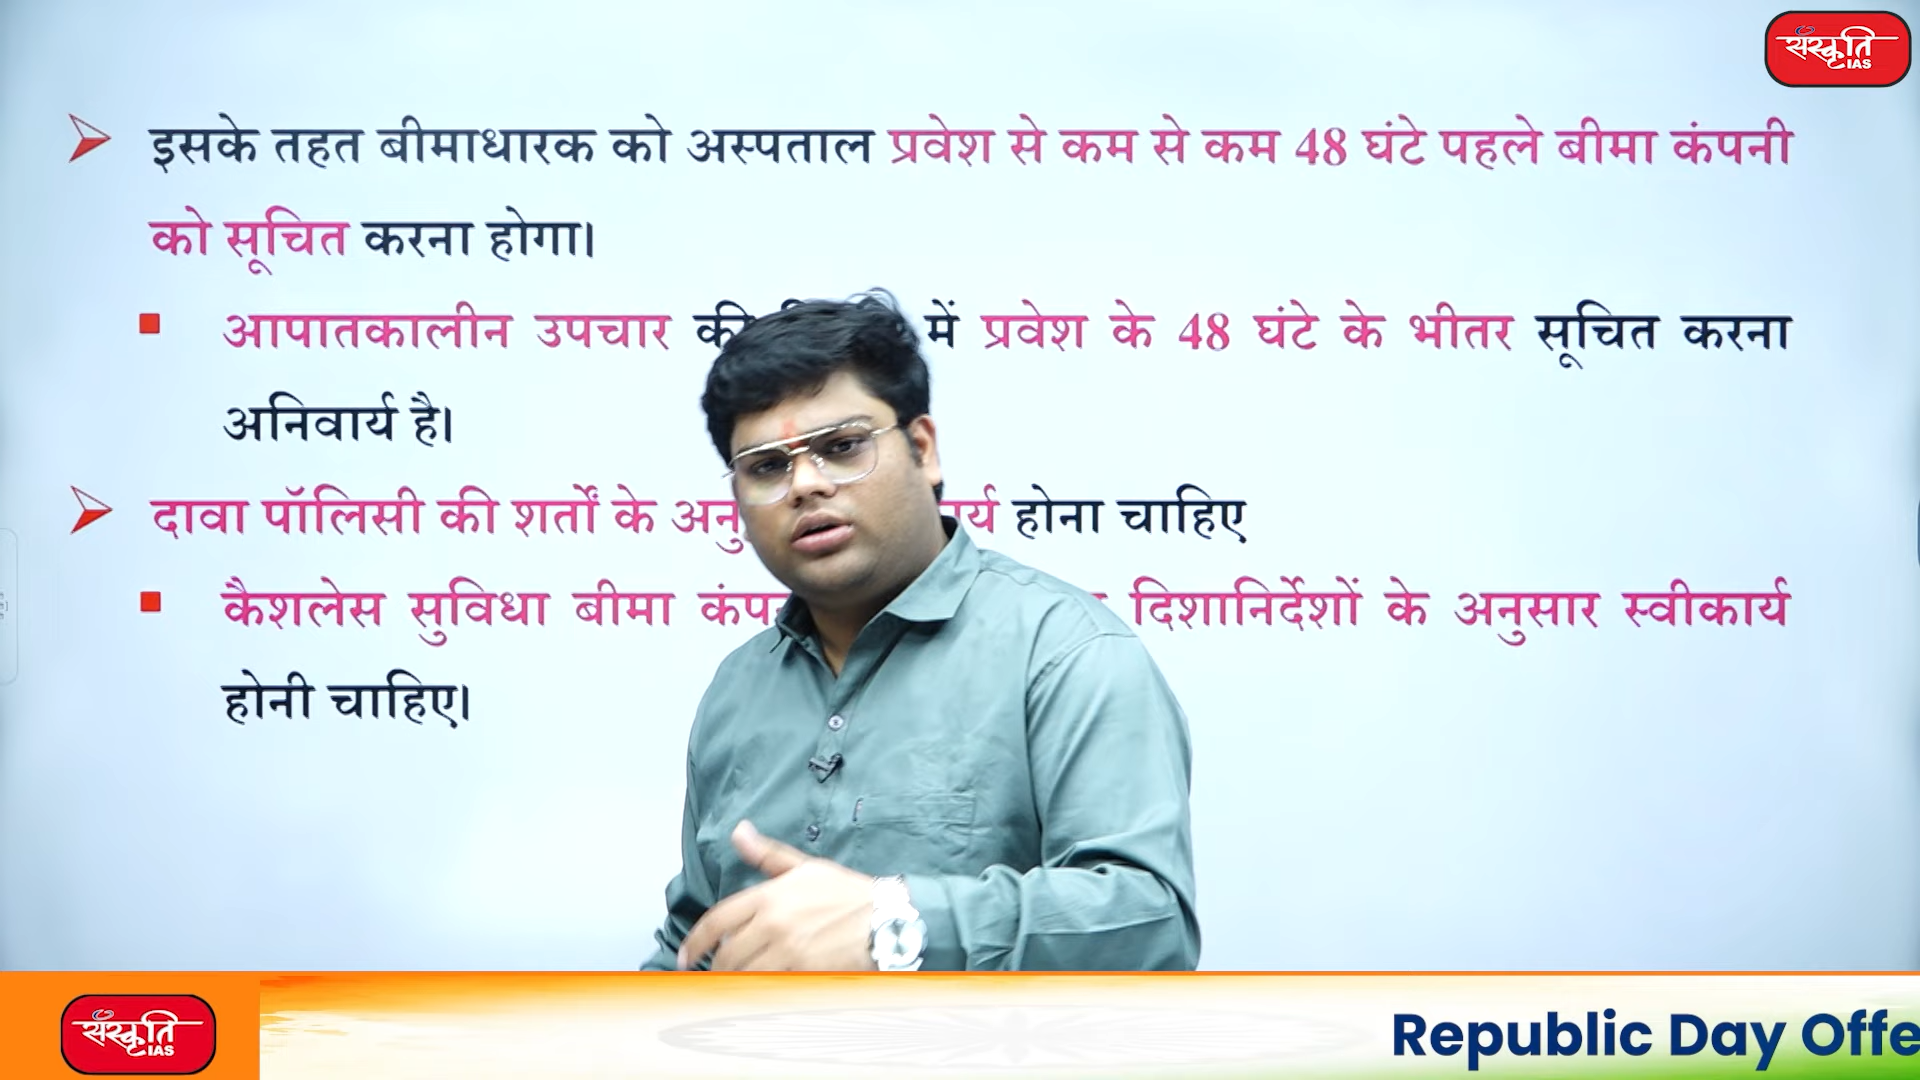 संस्कृति
IAS
इसके तहत बीमाधारक को अस्पताल प्रवेश से कम से कम 48 घंटे पहले बीमा कंपनी
को सूचित करना होगा।
आपातकालीन उपचार की में प्रवेश के 48 घंटे के भीतर सूचित करना
अनिवार्य है।
दावा पॉलिसी की शर्तों के होना चाहिए
कैशलेस सुविधा बीमा दिशानिर्देशों के अनुसार स्वीकार्य
होनी चाहिए।
संस्कृति
IAS
Republic Day Offe